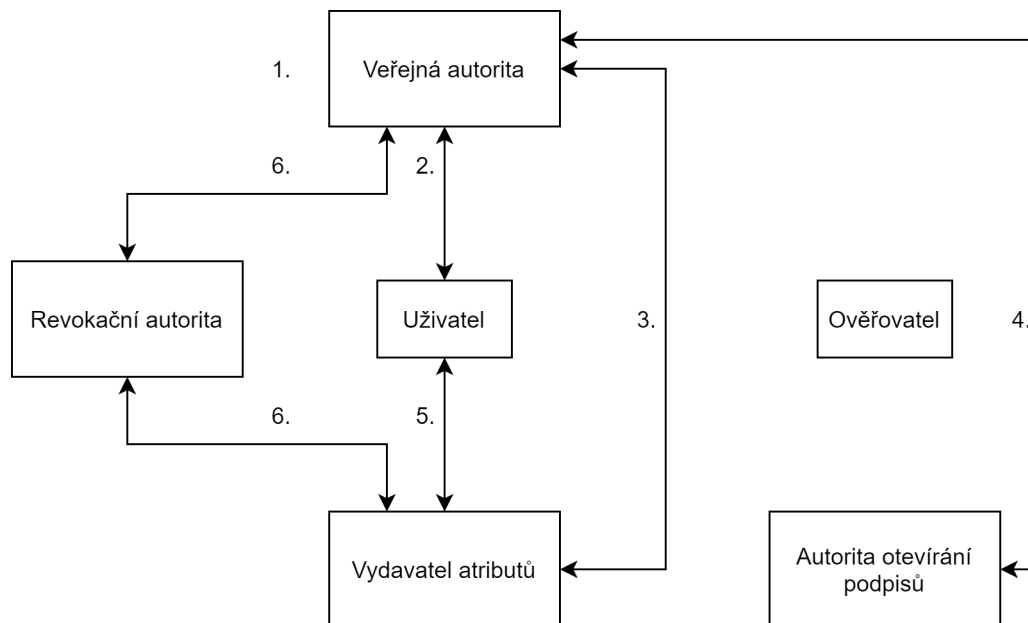 1.
Veřejná autorita
6.
2.
Revokační autorita
Uživatel
3.
Ověřovatel
4.
6.
5.
Vydavatel atributů
Autorita otevírání
podpisů